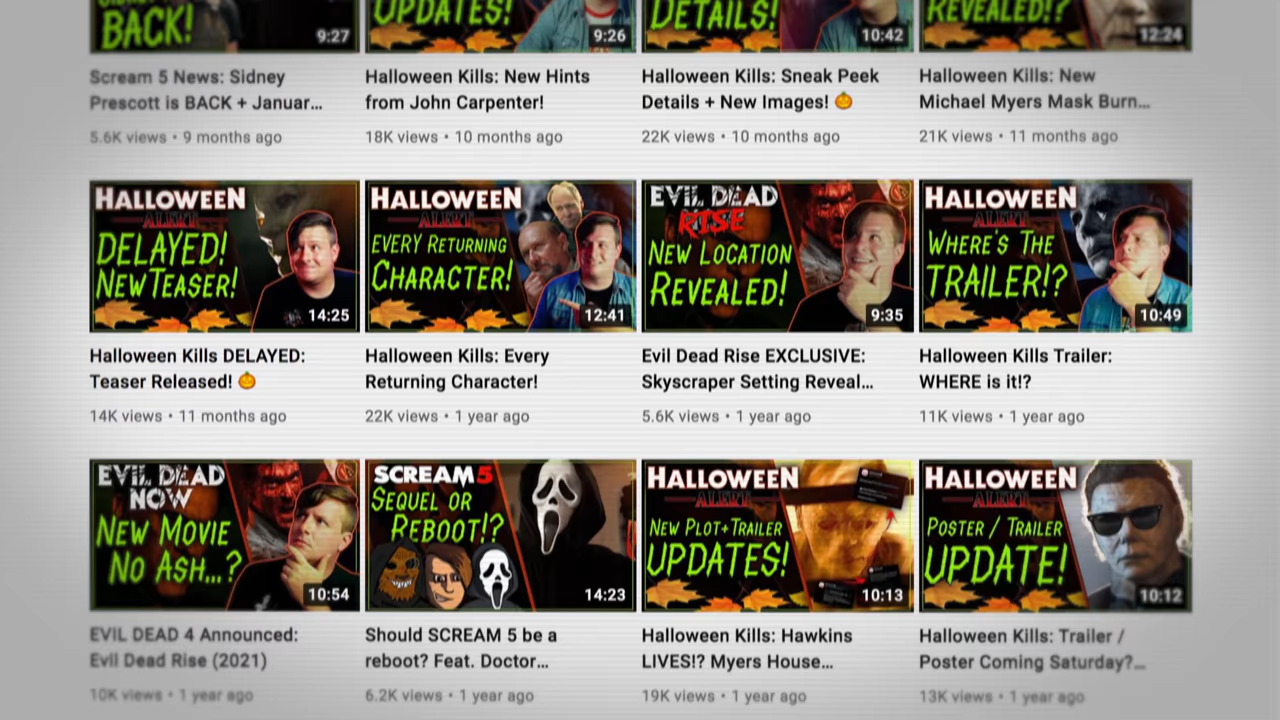 BACK!
9:27
UPDATES!
9:26
DETAILS!
10:42
REVEALED!?
12:24
Scream 5 News: Sidney
Prescott is BACK + Januar...
5.6K views • 9 months ago
Halloween Kills: New Hints
from John Carpenter!
18K views • 10 months ago
Halloween Kills: Sneak Peek
Details + New Images! 🎃
22K views • 10 months ago
Halloween Kills: New
Michael Myers Mask Burn...
21K views • 11 months ago
HALLOWEEN
ALERT
DELAYED!
NEW TEASER!
14:25
HALLOWEEN
ALERT
EVERY RETURNING
CHARACTER!
12:41
EVIL DEAD
RISE
NEW LOCATION
REVEALED!
9:35
HALLOWEEN
ALERT
WHERE'S THE
TRAILER!?
10:49
Halloween Kills DELAYED:
Teaser Released! 🎃
14K views • 11 months ago
Halloween Kills: Every
Returning Character!
22K views • 1 year ago
Evil Dead Rise EXCLUSIVE:
Skyscraper Setting Reveal...
5.6K views • 1 year ago
Halloween Kills Trailer:
WHERE is it!?
11K views • 1 year ago
EVIL DEAD
NOW
NEW MOVIE
NO ASH...?
10:54
SCREAM 5
SEQUEL OR
REBOOT!?
14:23
HALLOWEEN
ALERT
NEW PLOT+TRAILER
UPDATES!
10:13
HALLOWEEN
ALERT
POSTER / TRAILER
UPDATE!
10:12
EVIL DEAD 4 Announced:
Evil Dead Rise (2021)
10K views • 1 year ago
Should SCREAM 5 be a
reboot? Feat. Doctor...
6.2K views • 1 year ago
Halloween Kills: Hawkins
LIVES!? Myers House...
19K views • 1 year ago
Halloween Kills: Trailer /
Poster Coming Saturday?...
13K views • 1 year ago